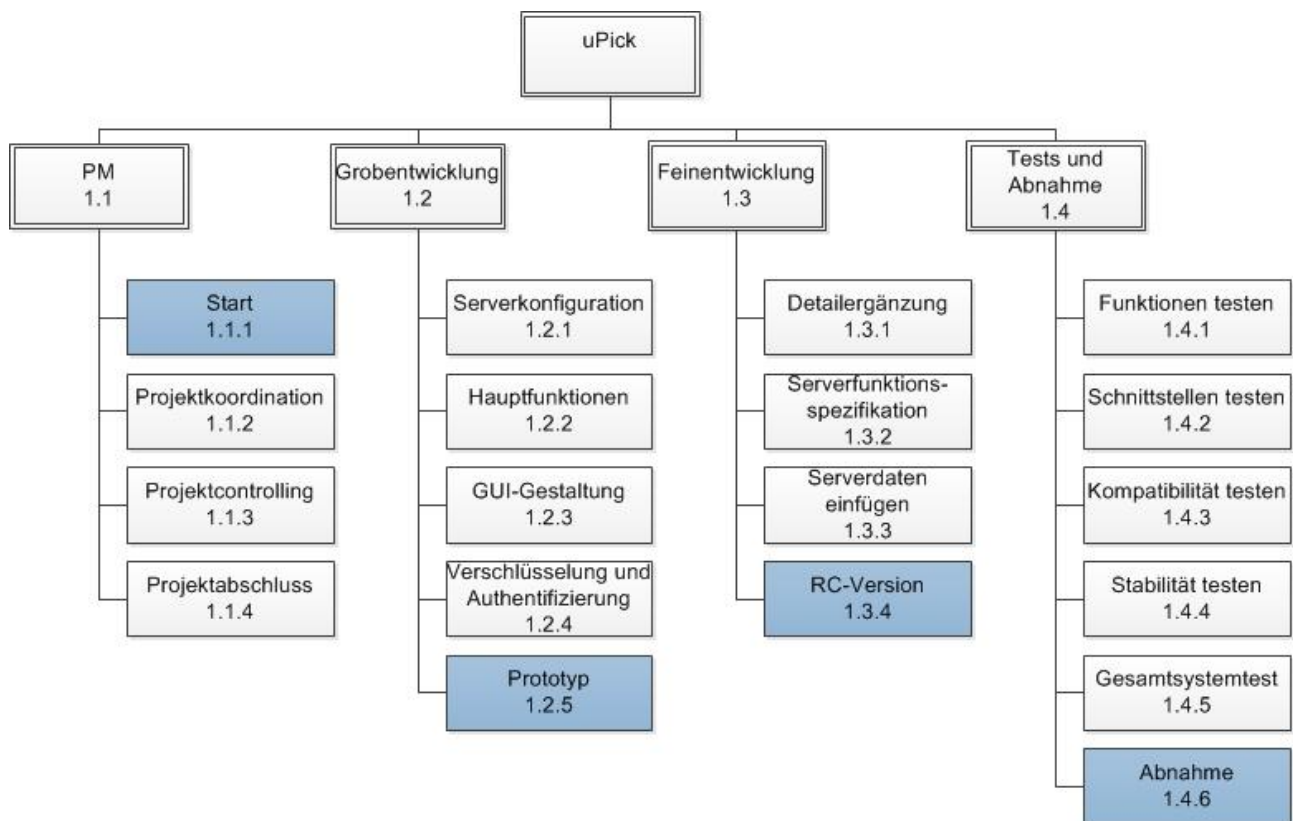 uPick
PM
1.1
Grobentwicklung
1.2
Feinentwicklung
1.3
Tests und
Abnahme
1.4
Start
1.1.1
Projektkoordination
1.1.2
Projektcontrolling
1.1.3
Projektabschluss
1.1.4
Serverkonfiguration
1.2.1
Hauptfunktionen
1.2.2
GUI-Gestaltung
1.2.3
Verschlüsselung und
Authentifizierung
1.2.4
Prototyp
1.2.5
Detailergänzung
1.3.1
Serverfunktions-
spezifikation
1.3.2
Serverdaten
einfügen
1.3.3
RC-Version
1.3.4
Funktionen testen
1.4.1
Schnittstellen testen
1.4.2
Kompatibilität testen
1.4.3
Stabilität testen
1.4.4
Gesamtsystemtest
1.4.5
Abnahme
1.4.6